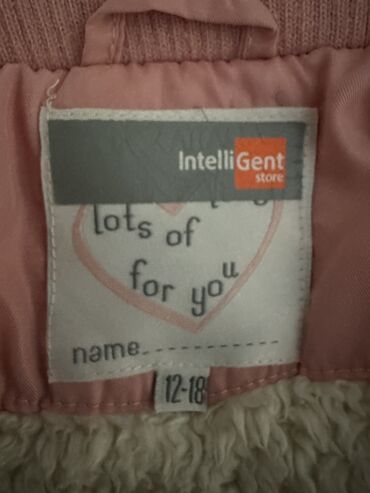 IntelliGent
store
lots of
for you
name
12-18